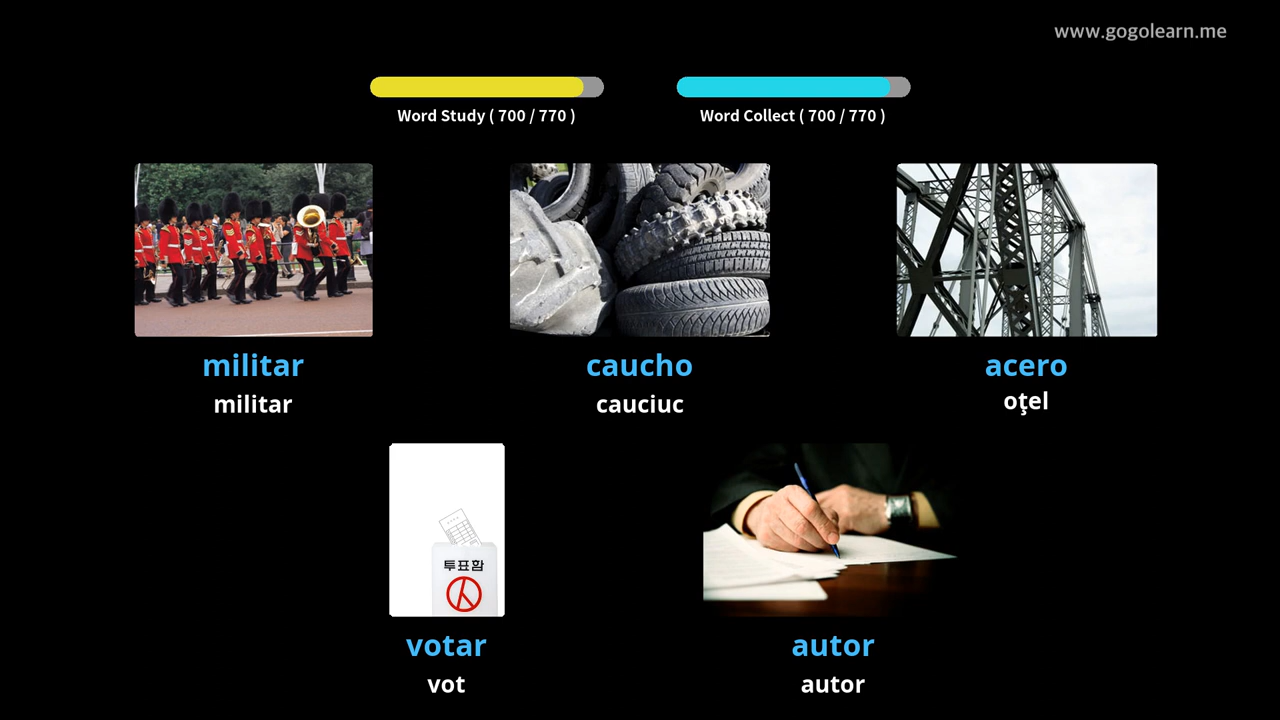 www.gogolearn.me
Word Study ( 700 / 770 )
Word Collect ( 700 / 770 )
militar
militar
caucho
cauciuc
acero
oţel
투표함
votar
vot
autor
autor